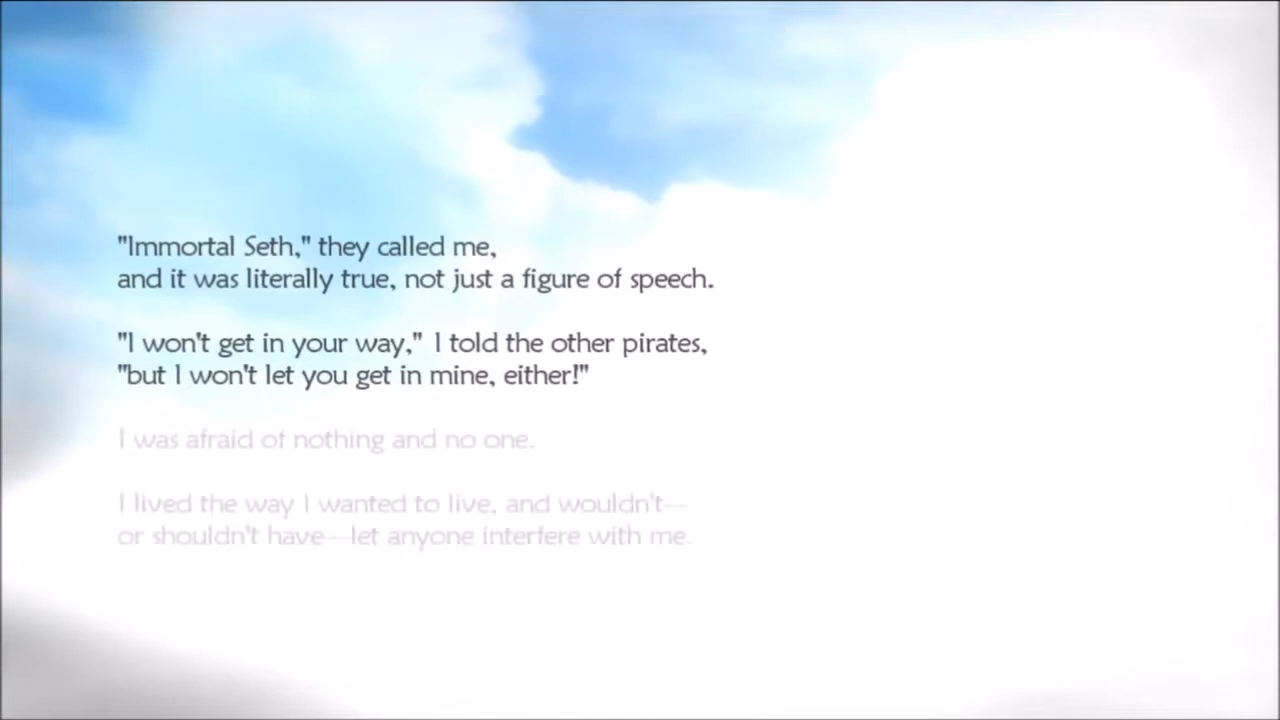 "Immortal Seth," they called me,
and it was literally true, not just a figure of speech.
"I won't get in your way," I told the other pirates,
"but I won't let you get in mine, either!"
I was afraid of nothing and no one.
I lived the way I wanted to live, and wouldn't—
or shouldn't have—let anyone interfere with me.